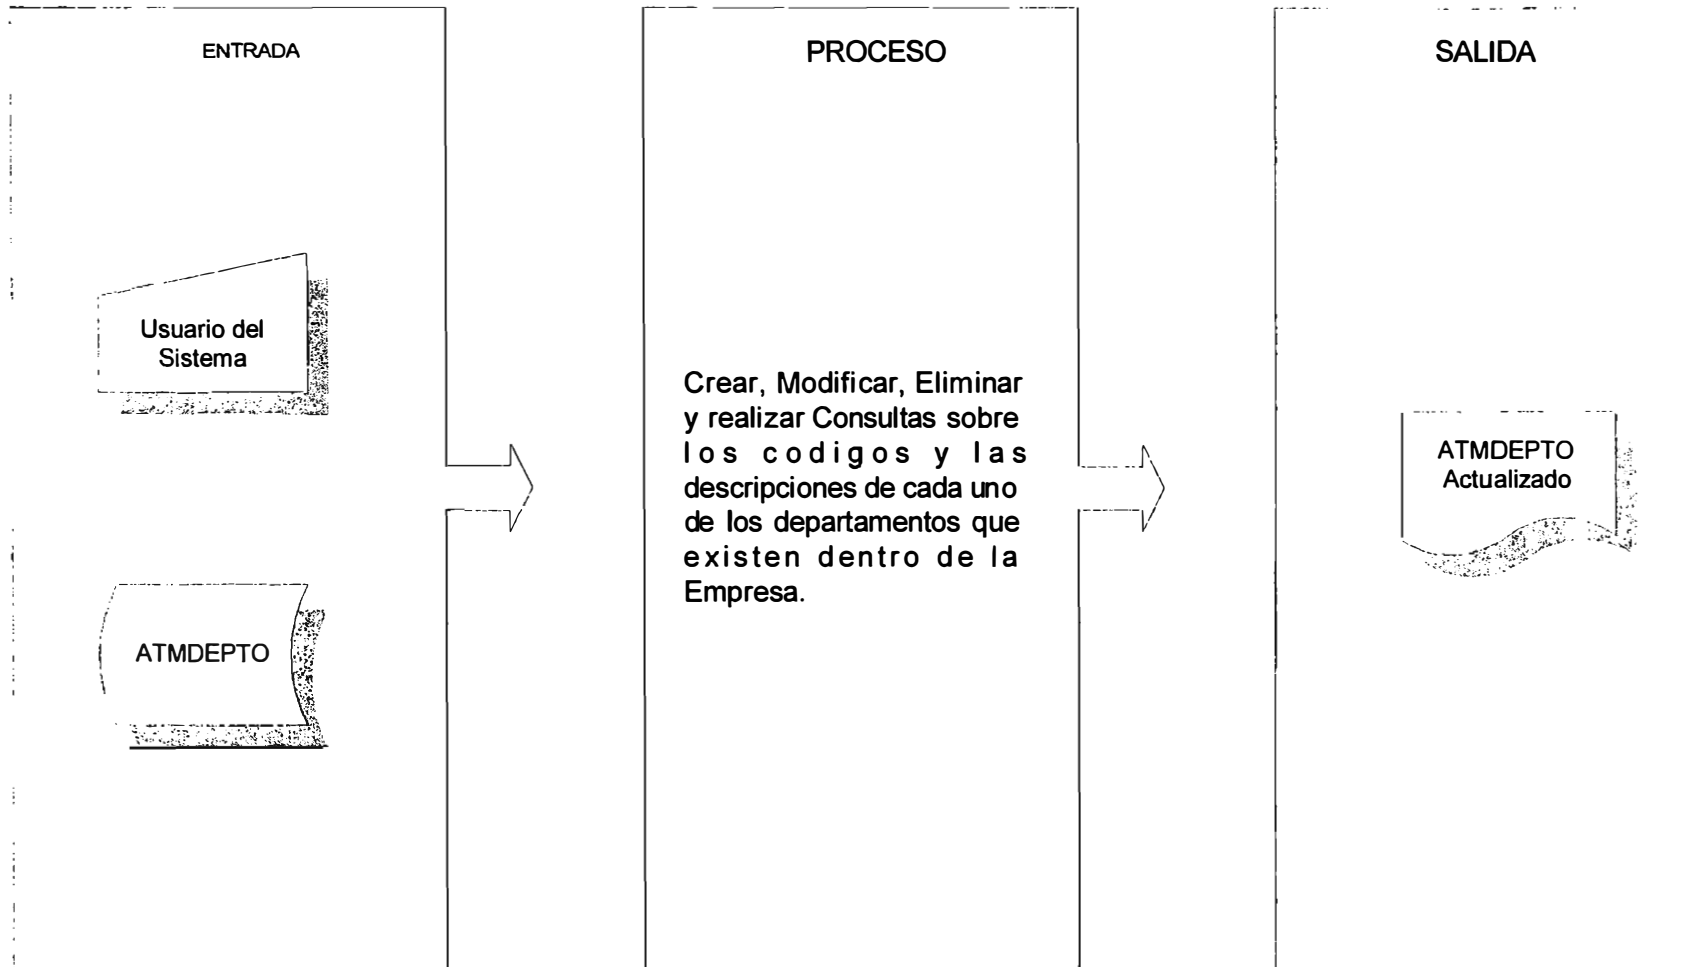 ENTRADA
Usuario del
Sistema
ATMDEPTO
PROCESO
Crear, Modificar, Eliminar
y realizar Consultas sobre
los codigos y las
descripciones de cada uno
de los departamentos que
existen dentro de la
Empresa.
SALIDA
ATMDEPTO
Actualizado